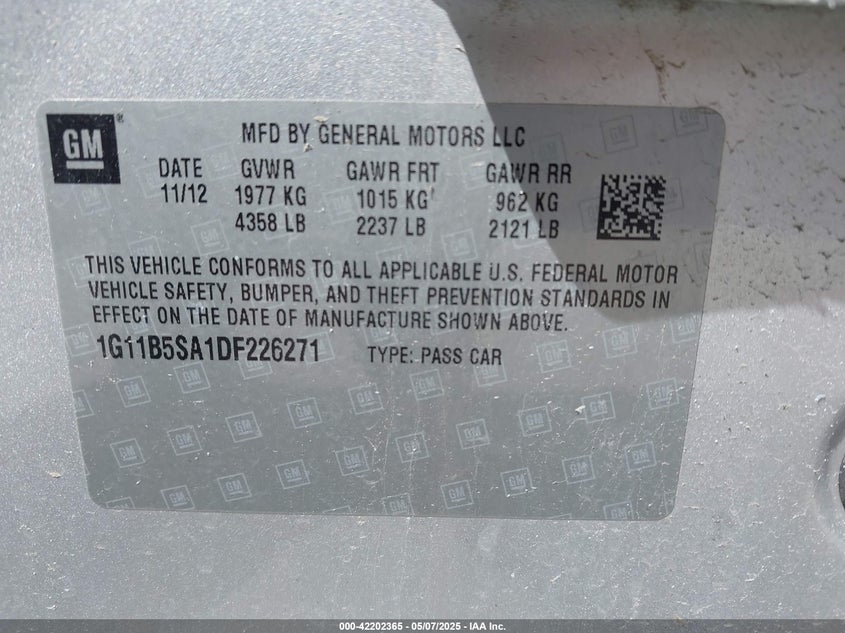 GM ®
MFD BY GENERAL MOTORS LLC
DATE GVWR GAWR FRT GAWR RR
11/12 1977 KG 1015 KG 962 KG
4358 LB 2237 LB 2121 LB
THIS VEHICLE CONFORMS TO ALL APPLICABLE U.S. FEDERAL MOTOR
VEHICLE SAFETY, BUMPER, AND THEFT PREVENTION STANDARDS IN
EFFECT ON THE DATE OF MANUFACTURE SHOWN ABOVE.
1G11B5SA1DF226271 TYPE: PASS CAR
000-42202365 - 05/07/2025 - IAA Inc.